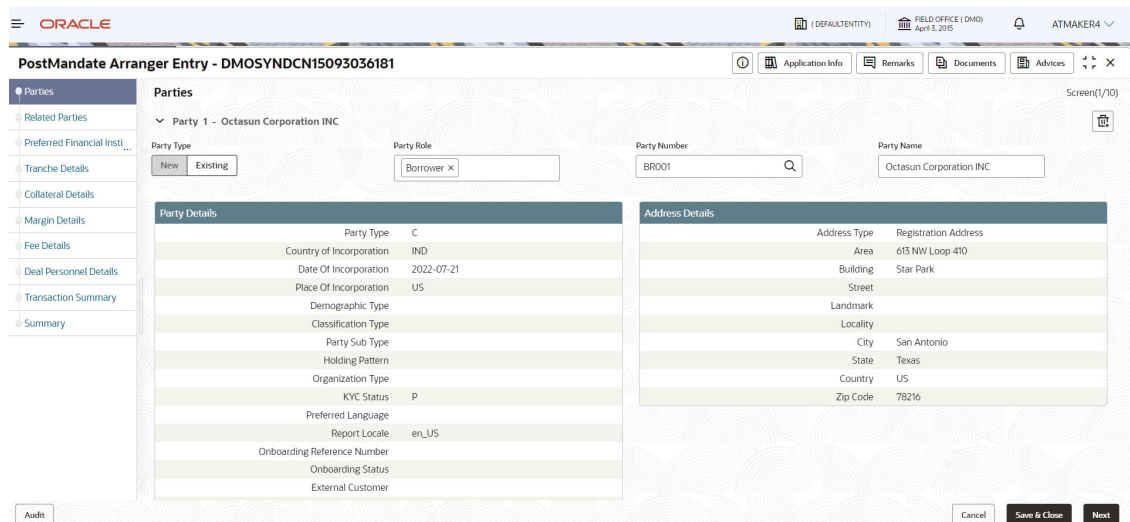 ORACLE
( DEFAULTENTITY)
FIELD OFFICE ( DMO)
April 3, 2015
ATMAKER4
PostMandate Arranger Entry - DMOSYNDCN15093036181
Application Info
Remarks
Documents
Advices
Parties
Related Parties
Preferred Financial Insti...
Tranche Details
Collateral Details
Margin Details
Fee Details
Deal Personnel Details
Transaction Summary
Summary
Parties
Screen(1/10)
Party 1 - Octasun Corporation INC
Party Type
Party Role
Party Number
Party Name
New
Existing
Borrower ×
BR001
Octasun Corporation INC
Party Details
Party Type C
Country of Incorporation IND
Date Of Incorporation 2022-07-21
Place Of Incorporation US
Demographic Type
Classification Type
Party Sub Type
Holding Pattern
Organization Type
KYC Status P
Preferred Language
Report Locale en_US
Onboarding Reference Number
Onboarding Status
External Customer
Address Details
Address Type Registration Address
Area 613 NW Loop 410
Building Star Park
Street
Landmark
Locality
City San Antonio
State Texas
Country US
Zip Code 78216
Audit
Cancel
Save & Close
Next